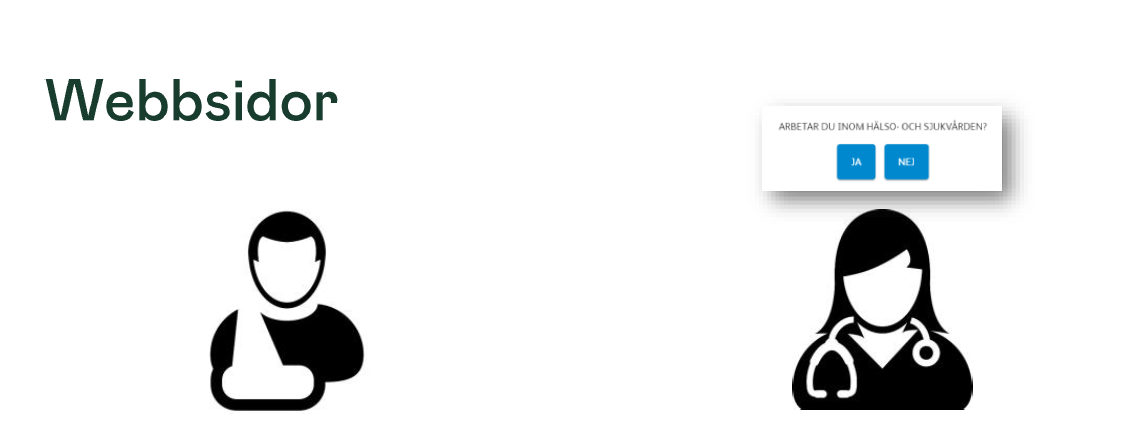 Webbsidor
ARBETAR DU INOM HÄLSO- OCH SJUKVÅRDEN?
JA NEJ